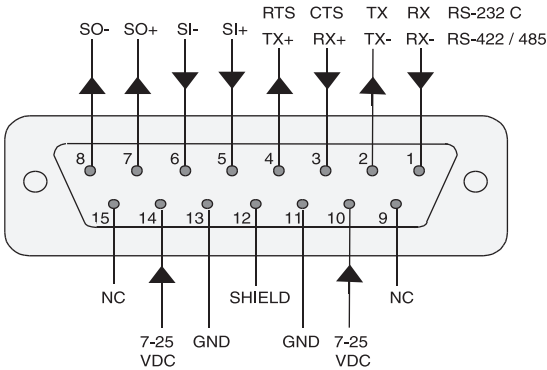 RTS CTS TX RX RS-232 C
SO- SO+ SI- SI+ TX+ RX+ TX- RX- RS-422 / 485
8 7 6 5 4 3 2 1
15 14 13 12 11 10 9
NC SHIELD NC
7-25 GND GND 7-25
VDC VDC